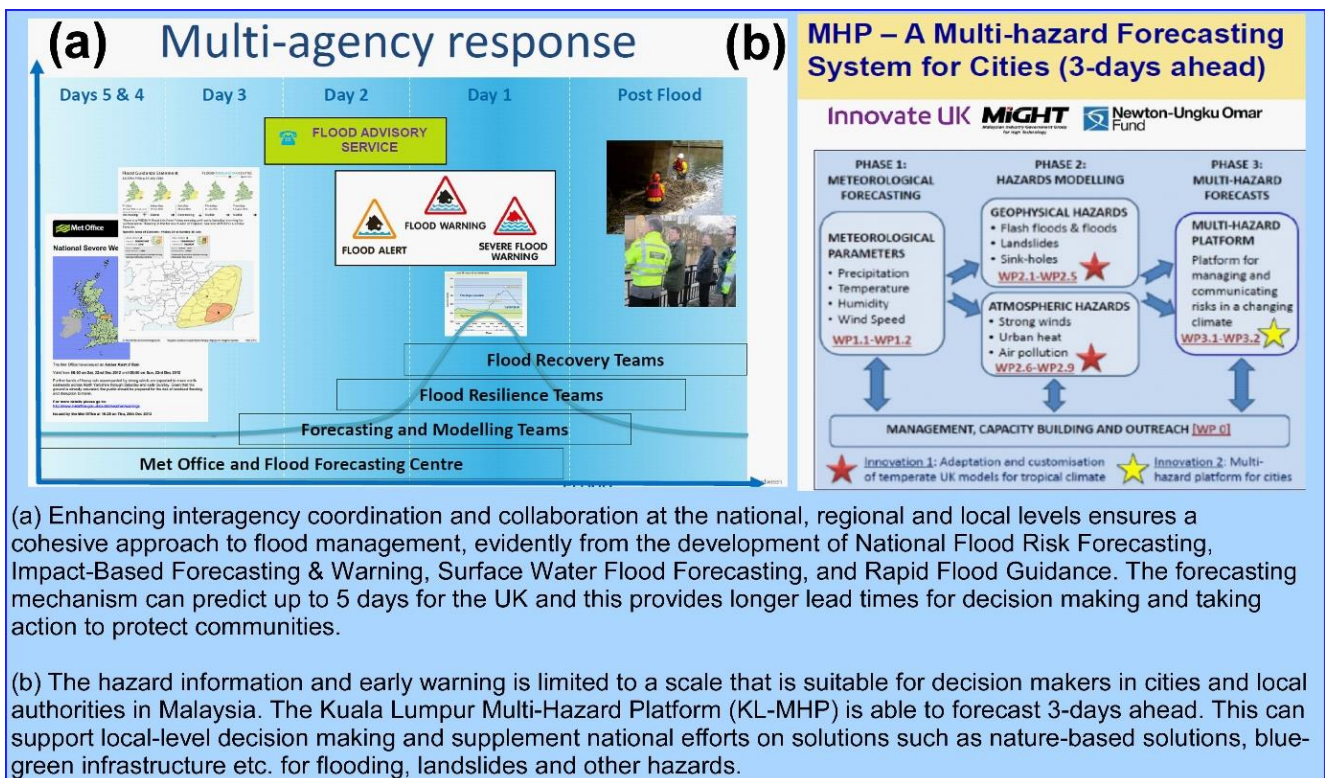 (a)
Multi-agency response
Days 5 & 4
Day 3
Day 2
Day 1
Post Flood
FLOOD ADVISORY
SERVICE
Flood Guidance Statement
Met Office
National Severe We
FLOOD ALERT
FLOOD WARNING
SEVERE FLOOD
WARNING
Flood Recovery Teams
Flood Resilience Teams
Forecasting and Modelling Teams
Met Office and Flood Forecasting Centre
(b)
MHP – A Multi-hazard Forecasting
System for Cities (3-days ahead)
Innovate UK
MiGHT
Malaysian Industry-Government Group
for High Technology
Newton-Ungku Omar
Fund
PHASE 1:
METEOROLOGICAL
FORECASTING
METEOROLOGICAL
PARAMETERS
• Precipitation
• Temperature
• Humidity
• Wind Speed
WP1.1-WP1.2
PHASE 2:
HAZARDS MODELLING
GEOPHYSICAL HAZARDS
• Flash floods & floods
• Landslides
• Sink-holes
WP2.1-WP2.5
ATMOSPHERIC HAZARDS
• Strong winds
• Urban heat
• Air pollution
WP2.6-WP2.9
PHASE 3:
MULTI-HAZARD
FORECASTS
MULTI-HAZARD
PLATFORM
Platform for
managing and
communicating
risks in a changing
climate
WP3.1-WP3.2
MANAGEMENT, CAPACITY BUILDING AND OUTREACH [WP 0]
Innovation 1: Adaptation and customisation
of temperate UK models for tropical climate
Innovation 2: Multi-
hazard platform for cities
(a) Enhancing interagency coordination and collaboration at the national, regional and local levels ensures a
cohesive approach to flood management, evidently from the development of National Flood Risk Forecasting,
Impact-Based Forecasting & Warning, Surface Water Flood Forecasting, and Rapid Flood Guidance. The forecasting
mechanism can predict up to 5 days for the UK and this provides longer lead times for decision making and taking
action to protect communities.
(b) The hazard information and early warning is limited to a scale that is suitable for decision makers in cities and local
authorities in Malaysia. The Kuala Lumpur Multi-Hazard Platform (KL-MHP) is able to forecast 3-days ahead. This can
support local-level decision making and supplement national efforts on solutions such as nature-based solutions, blue-
green infrastructure etc. for flooding, landslides and other hazards.